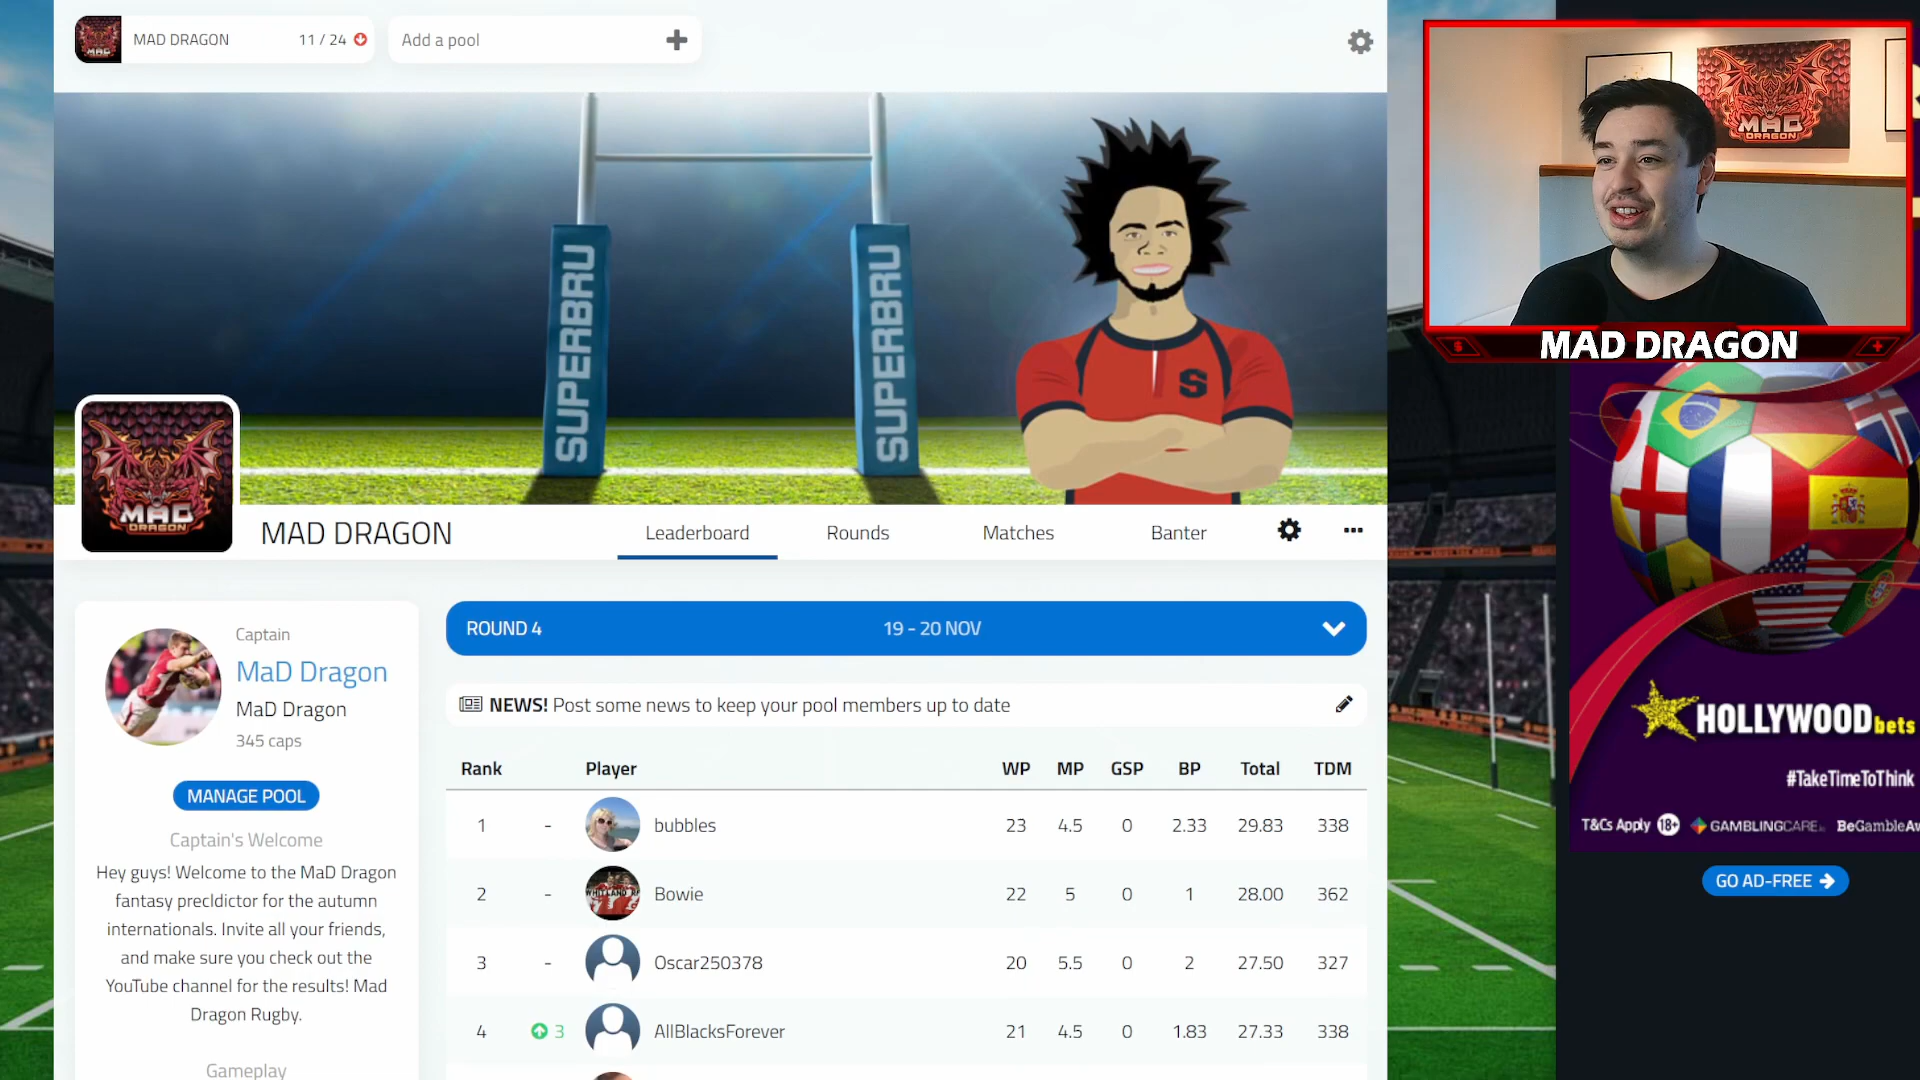 MAD DRAGON
11 / 24
Add a pool
SUPERBRU
SUPERBRU
S
MAD
DRAGON
MAD DRAGON
MAD
DRAGON
MAD DRAGON
Leaderboard
Rounds
Matches
Banter
Captain
MaD Dragon
MaD Dragon
345 caps
MANAGE POOL
Captain's Welcome
Hey guys! Welcome to the MaD Dragon
fantasy precldictor for the autumn
internationals. Invite all your friends,
and make sure you check out the
YouTube channel for the results! Mad
Dragon Rugby.
Gameplay
ROUND 4
19 - 20 NOV
NEWS! Post some news to keep your pool members up to date
Rank Player WP MP GSP BP Total TDM
1 - bubbles 23 4.5 0 2.33 29.83 338
2 - Bowie 22 5 0 1 28.00 362
3 - Oscar250378 20 5.5 0 2 27.50 327
4 3 AllBlacksForever 21 4.5 0 1.83 27.33 338
HOLLYWOODbets
#TakeTimeToThink
T&Cs Apply 18+ GAMBLINGCARE BeGambleAw
GO AD-FREE